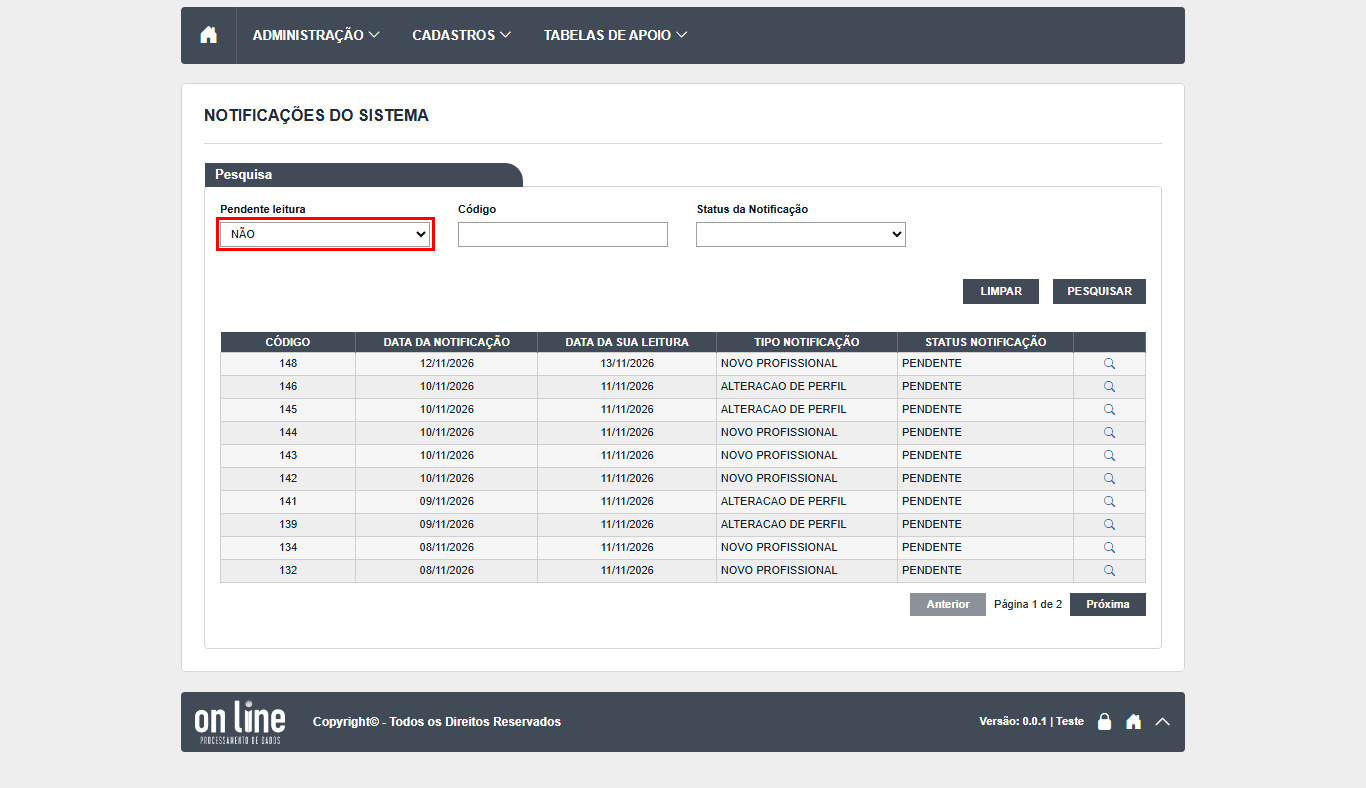 ADMINISTRAÇÃO CADASTROS TABELAS DE APOIO
NOTIFICAÇÕES DO SISTEMA
Pesquisa
Pendente leitura Código Status da Notificação
NÃO
LIMPAR PESQUISAR
CÓDIGO DATA DA NOTIFICAÇÃO DATA DA SUA LEITURA TIPO NOTIFICAÇÃO STATUS NOTIFICAÇÃO
148 12/11/2026 13/11/2026 NOVO PROFISSIONAL PENDENTE
146 10/11/2026 11/11/2026 ALTERACAO DE PERFIL PENDENTE
145 10/11/2026 11/11/2026 ALTERACAO DE PERFIL PENDENTE
144 10/11/2026 11/11/2026 NOVO PROFISSIONAL PENDENTE
143 10/11/2026 11/11/2026 NOVO PROFISSIONAL PENDENTE
142 10/11/2026 11/11/2026 NOVO PROFISSIONAL PENDENTE
141 09/11/2026 11/11/2026 ALTERACAO DE PERFIL PENDENTE
139 09/11/2026 11/11/2026 ALTERACAO DE PERFIL PENDENTE
134 08/11/2026 11/11/2026 NOVO PROFISSIONAL PENDENTE
132 08/11/2026 11/11/2026 NOVO PROFISSIONAL PENDENTE
Anterior Página 1 de 2 Próxima
on line
PROCESSAMENTO DE DADOS
Copyright© - Todos os Direitos Reservados
Versão: 0.0.1 | Teste